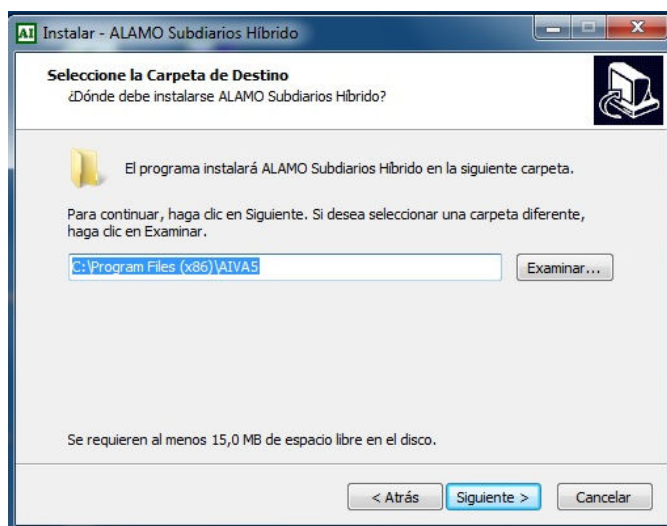 AI Instalar - ALAMO Subdiarios Híbrido
Seleccione la Carpeta de Destino
¿Dónde debe instalarse ALAMO Subdiarios Híbrido?
El programa instalará ALAMO Subdiarios Híbrido en la siguiente carpeta.
Para continuar, haga clic en Siguiente. Si desea seleccionar una carpeta diferente,
haga clic en Examinar.
C:\Program Files (x86)\AIVA5
Examinar...
Se requieren al menos 15,0 MB de espacio libre en el disco.
< Atrás
Siguiente >
Cancelar